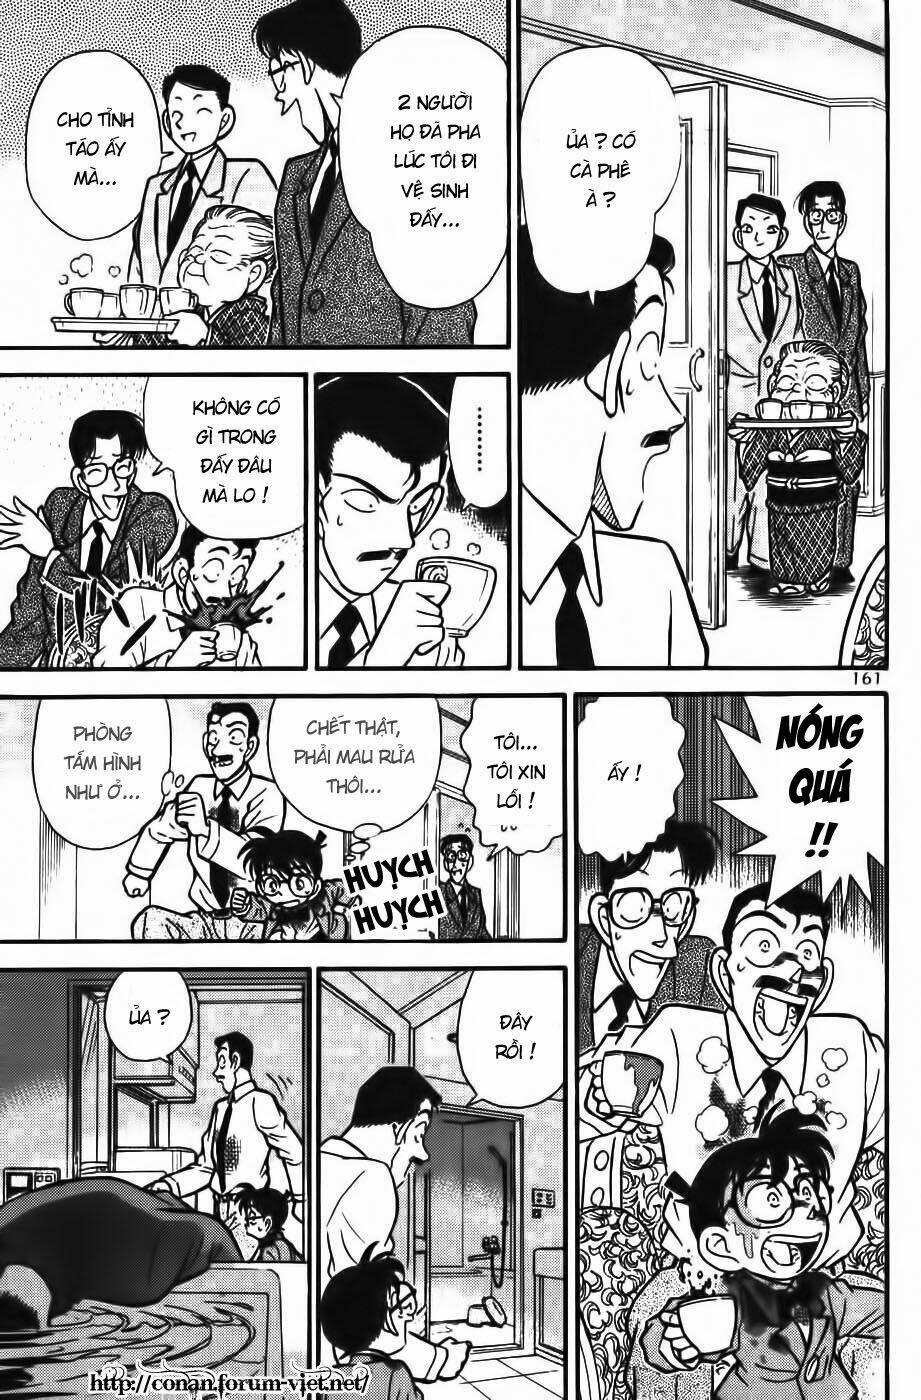 ỦA ? CÓ
CÀ PHÊ
À ?
2 NGƯỜI
HỌ ĐÃ PHA
LÚC TÔI ĐI
VỆ SINH
ĐẤY...
CHO TỈNH
TÁO ẤY
MÀ...
.........
KHÔNG CÓ
GÌ TRONG
ĐẤY ĐÂU
MÀ LO !
161
NÓNG
QUÁ
!!
ẤY !
TÔI...
TÔI XIN
LỖI !
CHẾT THẬT,
PHẢI MAU RỬA
THÔI...
PHÒNG
TẮM HÌNH
NHƯ Ở...
HUỲCH
HUỲCH
ĐÂY
RỒI !
ỦA ?
http://conan.forum-viet.net/